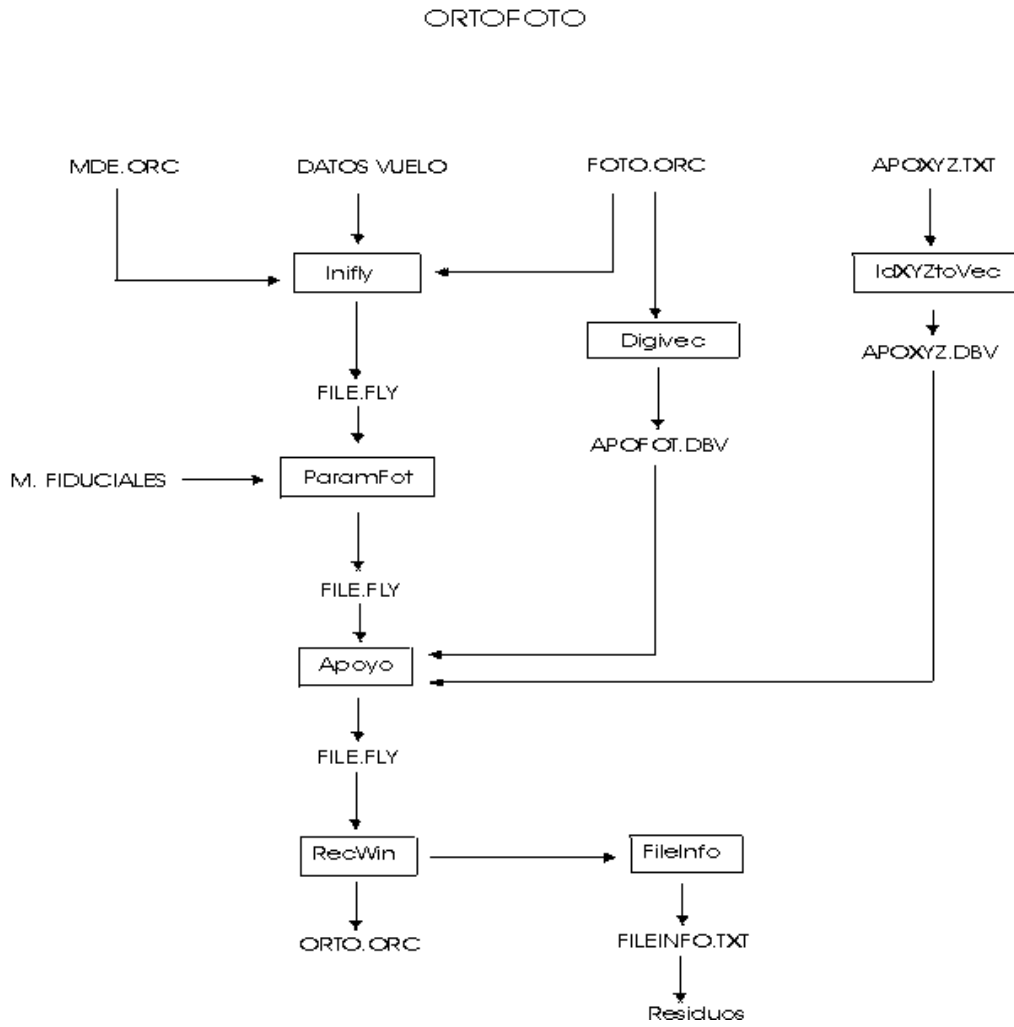 ORTOFOTO
MDE.ORC
DATOS VUELO
FOTO.ORC
APOXYZ.TXT
Inifly
IdXYZtoVec
Digivec
APOXYZ.DBV
FILE.FLY
APOFOT.DBV
M. FIDUCIALES
ParamFot
FILE.FLY
Apoyo
FILE.FLY
RecWin
FileInfo
ORTO.ORC
FILEINFO.TXT
Residuos